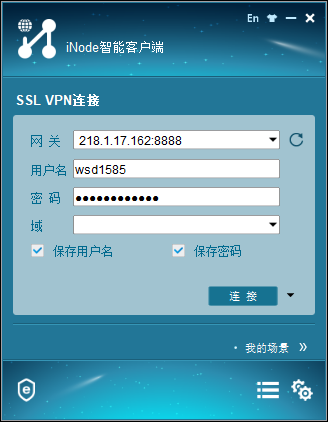 En
iNode智能客户端
SSL VPN连接
网 关 218.1.17.162:8888
用户名 wsd1585
密 码 ●●●●●●●●●●●●
域
保存用户名 保存密码
连 接
· 我的场景 »
e